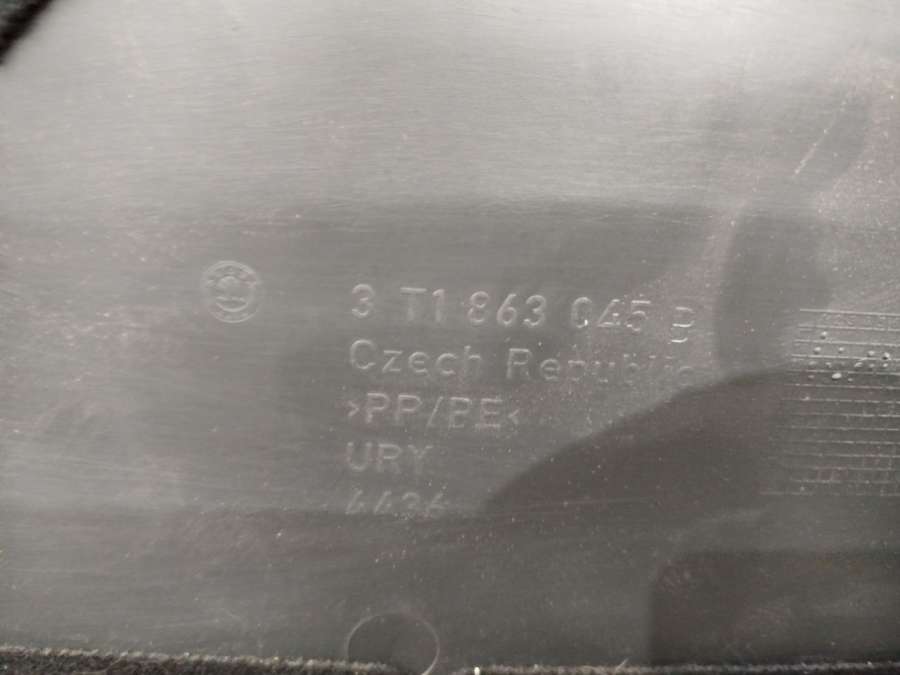 3 T1 863 045 D
Czech Republic
>PP/PE<
URY
4436